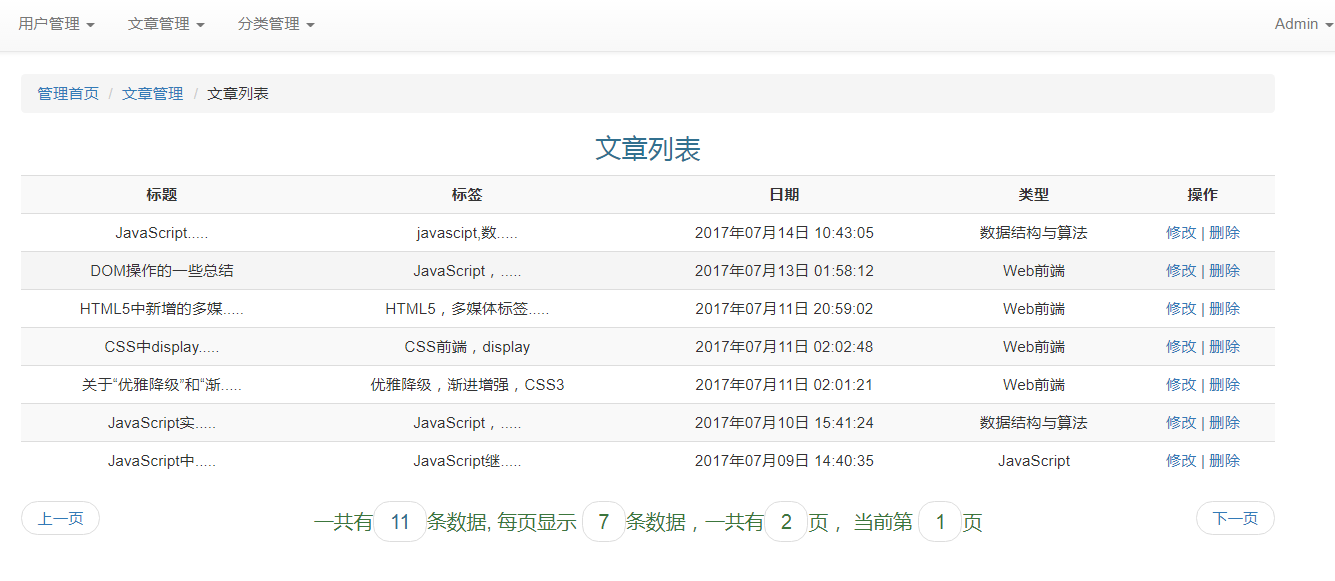 用户管理 文章管理 分类管理 Admin
管理首页 / 文章管理 / 文章列表
文章列表
标题 标签 日期 类型 操作
JavaScript..... javascipt,数..... 2017年07月14日 10:43:05 数据结构与算法 修改 | 删除
DOM操作的一些总结 JavaScript，..... 2017年07月13日 01:58:12 Web前端 修改 | 删除
HTML5中新增的多媒..... HTML5，多媒体标签..... 2017年07月11日 20:59:02 Web前端 修改 | 删除
CSS中display..... CSS前端，display 2017年07月11日 02:02:48 Web前端 修改 | 删除
关于“优雅降级”和“渐..... 优雅降级，渐进增强，CSS3 2017年07月11日 02:01:21 Web前端 修改 | 删除
JavaScript实..... JavaScript，..... 2017年07月10日 15:41:24 数据结构与算法 修改 | 删除
JavaScript中..... JavaScript继..... 2017年07月09日 14:40:35 JavaScript 修改 | 删除
上一页 一共有 11 条数据, 每页显示 7 条数据，一共有 2 页， 当前第 1 页 下一页